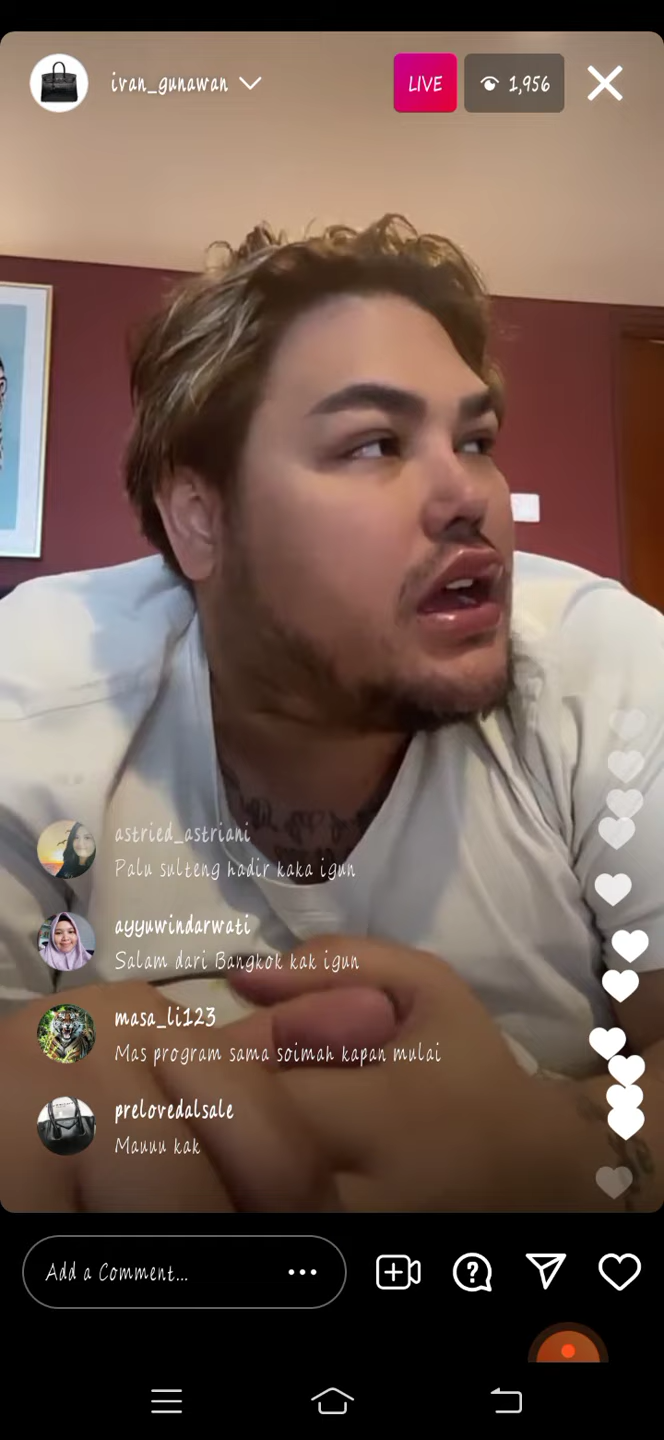 ivan_gunawan
LIVE
1,956
astried_astriani
Palu sulteng hadir kaka igun
ayyuwindarwati
Salam dari Bangkok kak igun
masa_li123
Mas program sama soimah kapan mulai
prelovedalsale
Mauuu kak
Add a Comment...